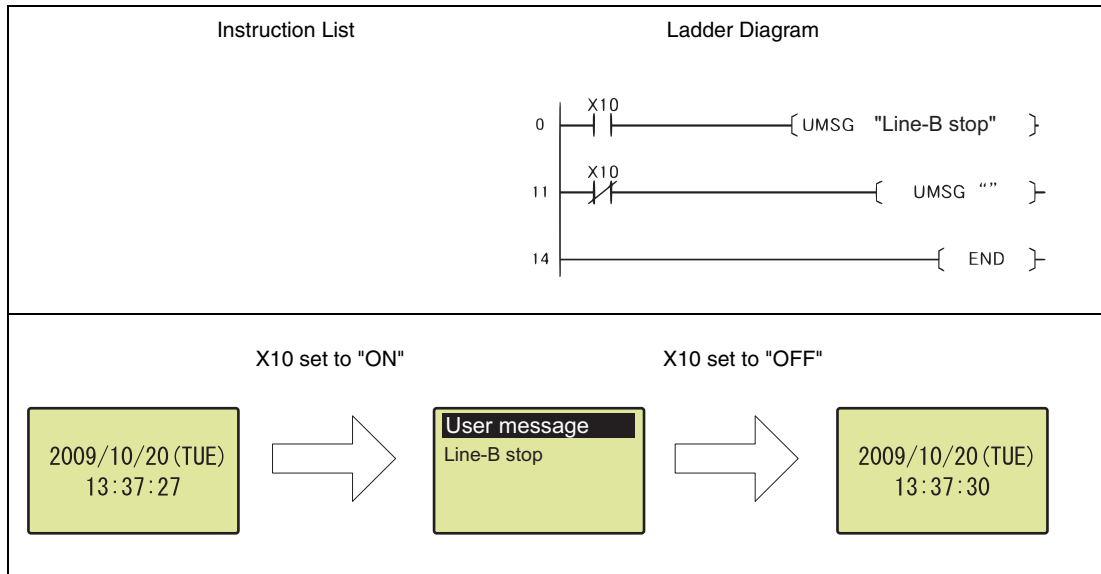 Instruction List
Ladder Diagram
X10
0
UMSG "Line-B stop"
X10
11
UMSG “”
14
END
X10 set to "ON"
X10 set to "OFF"
2009/10/20(TUE)
13:37:27
User message
Line-B stop
2009/10/20(TUE)
13:37:30